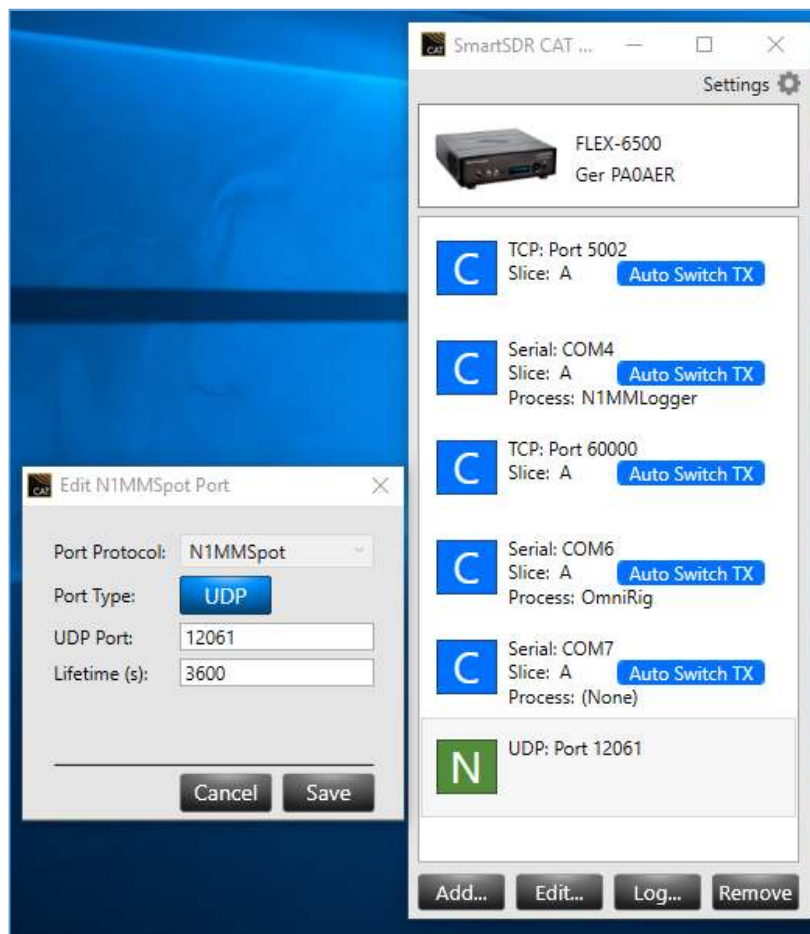 CAT SmartSDR CAT ...
Settings
FLEX-6500
Ger PA0AER
C
TCP: Port 5002
Slice: A Auto Switch TX
C
Serial: COM4
Slice: A Auto Switch TX
Process: N1MMLogger
C
TCP: Port 60000
Slice: A Auto Switch TX
C
Serial: COM6
Slice: A Auto Switch TX
Process: OmniRig
C
Serial: COM7
Slice: A Auto Switch TX
Process: (None)
N
UDP: Port 12061
Add... Edit... Log... Remove
CAT Edit N1MMSpot Port
Port Protocol: N1MMSpot
Port Type: UDP
UDP Port: 12061
Lifetime (s): 3600
Cancel Save